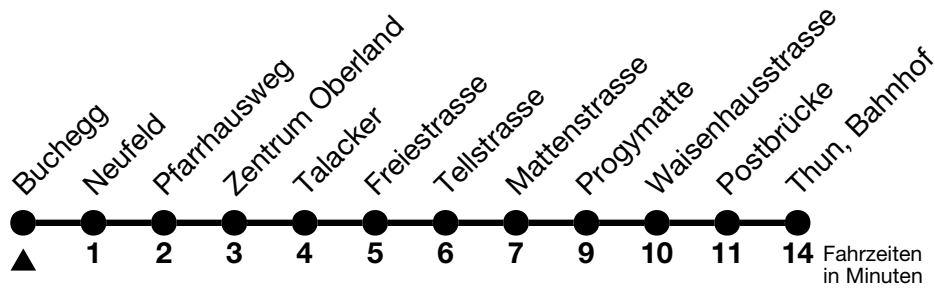 Buchegg
Neufeld
Pfarrhausweg
Zentrum Oberland
Talacker
Freiestrasse
Tellstrasse
Mattenstrasse
Progymatte
Waisenhausstrasse
Postbrücke
Thun, Bahnhof
1 2 3 4 5 6 7 9 10 11 14 Fahrzeiten
in Minuten